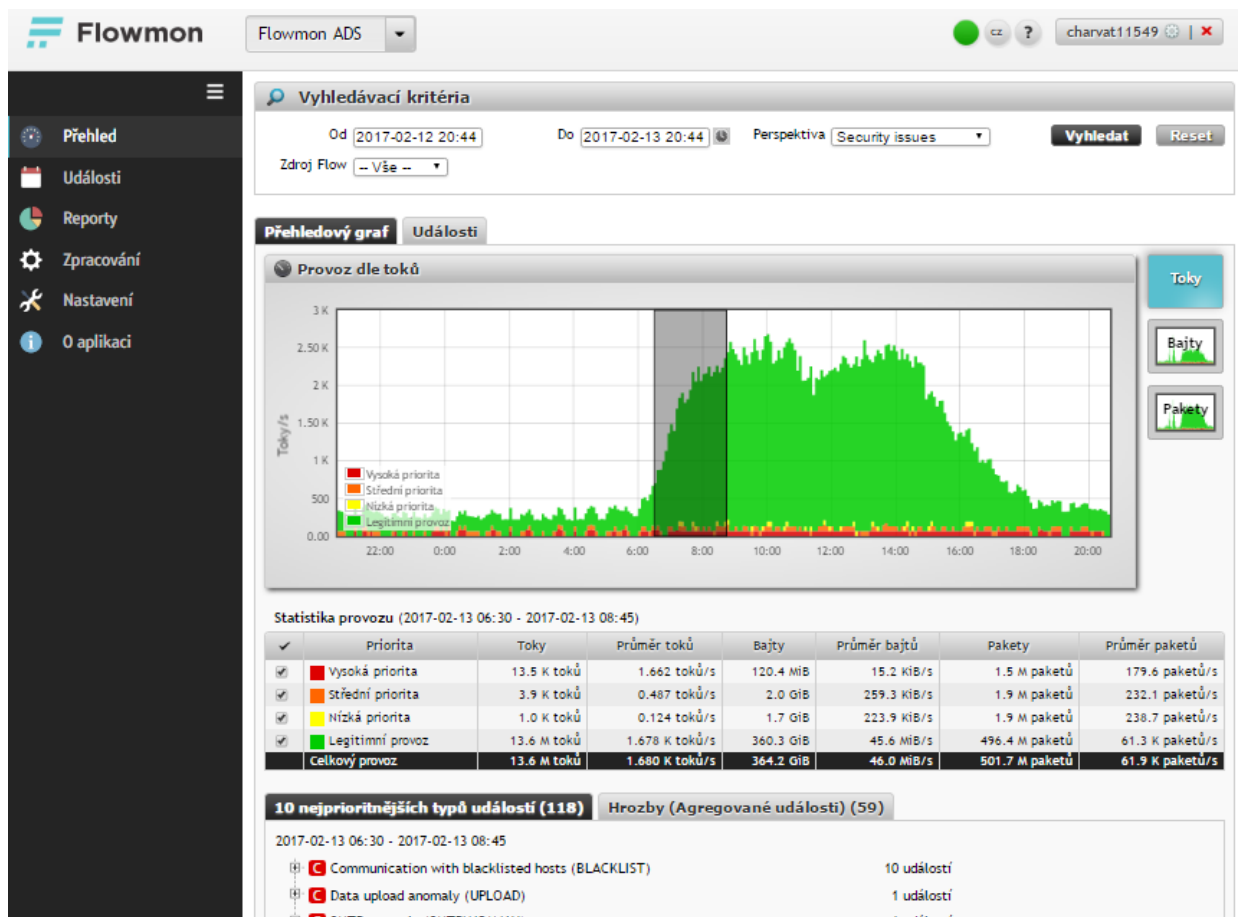 Flowmon
Flowmon ADS
cz ? charvat11549 | ×
Vyhledávací kritéria
Od 2017-02-12 20:44 Do 2017-02-13 20:44 Perspektiva Security issues Vyhledat Reset
Zdroj Flow -- Vše --
Přehled
Události
Reporty
Zpracování
Nastavení
O aplikaci
Přehledový graf Události
Provoz dle toků
Toky
Bajty
Pakety
Toky/s
3 K
2.50 K
2 K
1.50 K
1 K
500
0.00
Vysoká priorita
Střední priorita
Nízká priorita
Legitimní provoz
22:00 0:00 2:00 4:00 6:00 8:00 10:00 12:00 14:00 16:00 18:00 20:00
Statistika provozu (2017-02-13 06:30 - 2017-02-13 08:45)
Priorita Toky Průměr toků Bajty Průměr bajtů Pakety Průměr paketů
Vysoká priorita 13.5 K toků 1.662 toků/s 120.4 MiB 15.2 KiB/s 1.5 M paketů 179.6 paketů/s
Střední priorita 3.9 K toků 0.487 toků/s 2.0 GiB 259.3 KiB/s 1.9 M paketů 232.1 paketů/s
Nízká priorita 1.0 K toků 0.124 toků/s 1.7 GiB 223.9 KiB/s 1.9 M paketů 238.7 paketů/s
Legitimní provoz 13.6 M toků 1.678 K toků/s 360.3 GiB 45.6 MiB/s 496.4 M paketů 61.3 K paketů/s
Celkový provoz 13.6 M toků 1.680 K toků/s 364.2 GiB 46.0 MiB/s 501.7 M paketů 61.9 K paketů/s
10 nejprioritnějších typů událostí (118) Hrozby (Agregované události) (59)
2017-02-13 06:30 - 2017-02-13 08:45
C Communication with blacklisted hosts (BLACKLIST) 10 událostí
C Data upload anomaly (UPLOAD) 1 událostí